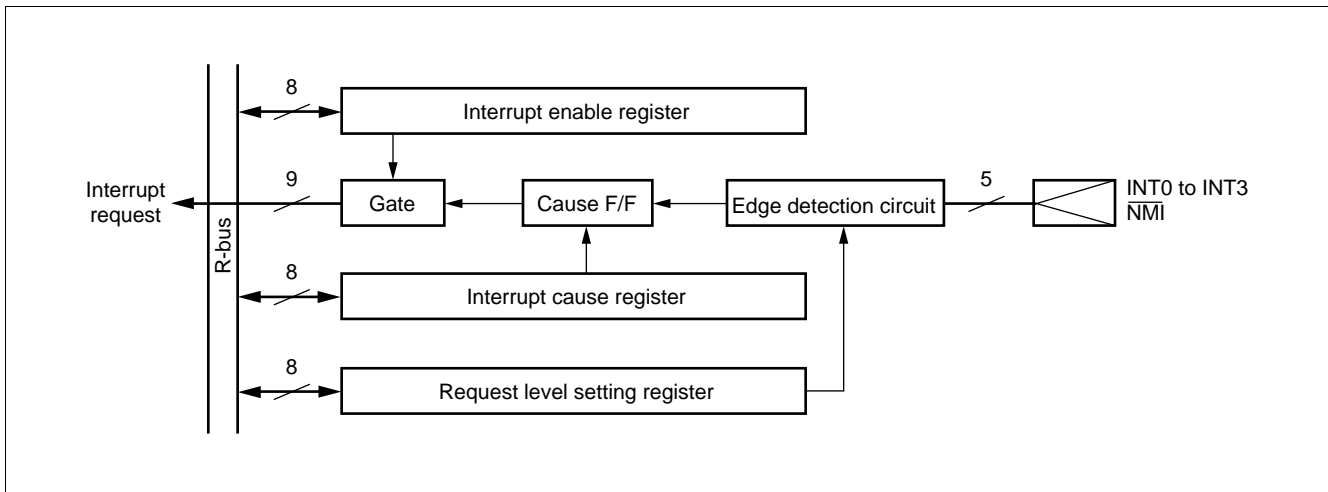 8
Interrupt enable register
Interrupt
request
9
Gate
Cause F/F
Edge detection circuit
5
INT0 to INT3
N̅M̅I̅
R-bus
8
Interrupt cause register
8
Request level setting register